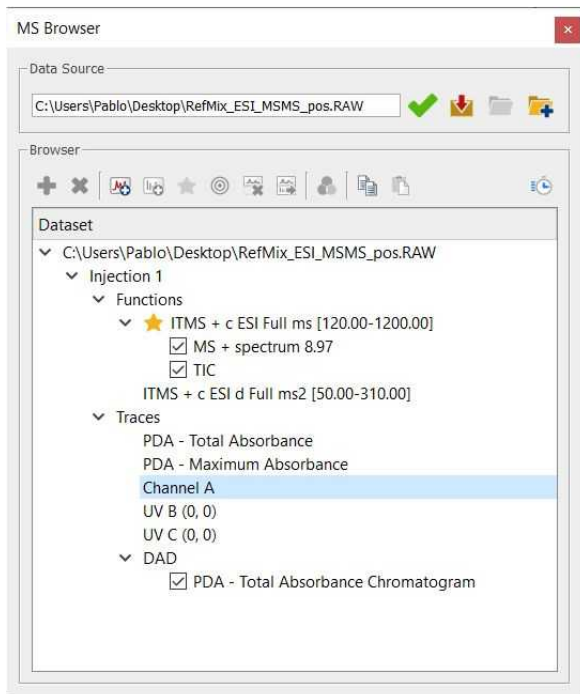 MS Browser
Data Source
C:\Users\Pablo\Desktop\RefMix_ESI_MSMS_pos.RAW
Browser
Dataset
C:\Users\Pablo\Desktop\RefMix_ESI_MSMS_pos.RAW
Injection 1
Functions
ITMS + c ESI Full ms [120.00-1200.00]
MS + spectrum 8.97
TIC
ITMS + c ESI d Full ms2 [50.00-310.00]
Traces
PDA - Total Absorbance
PDA - Maximum Absorbance
Channel A
UV B (0, 0)
UV C (0, 0)
DAD
PDA - Total Absorbance Chromatogram